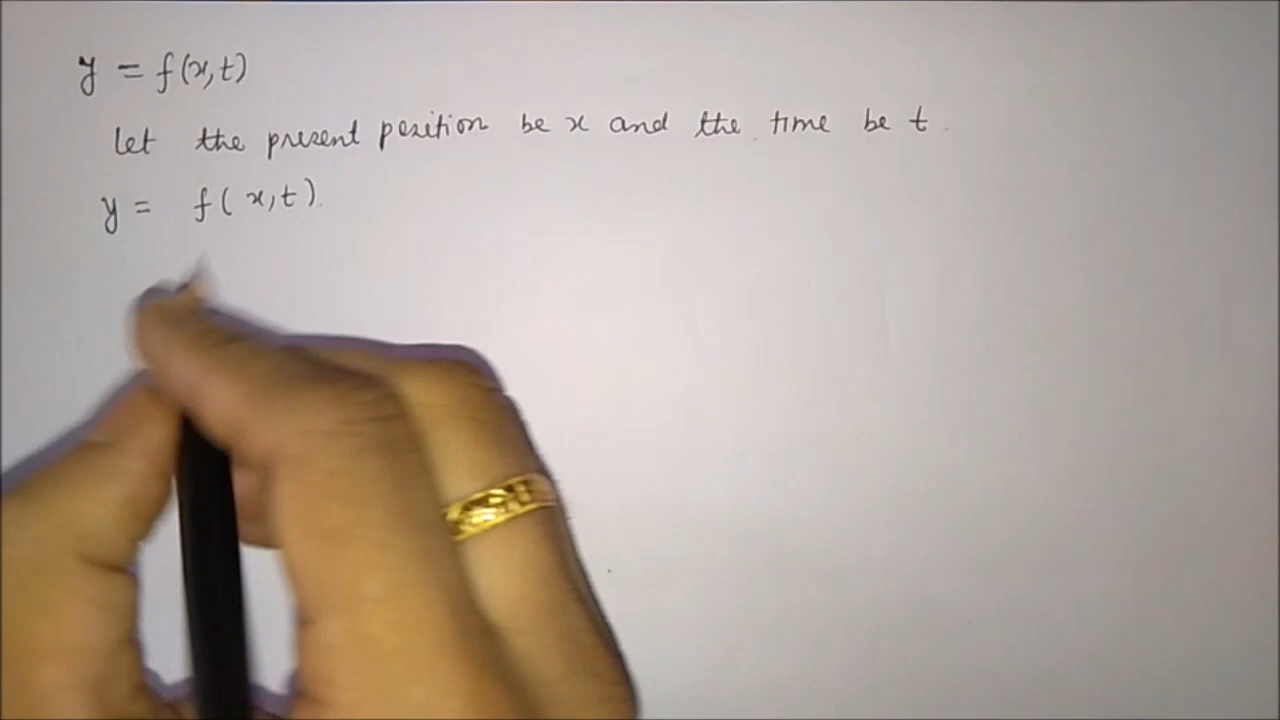 y = f(x,t)
let the present position be x and the time be t.
y = f(x,t).